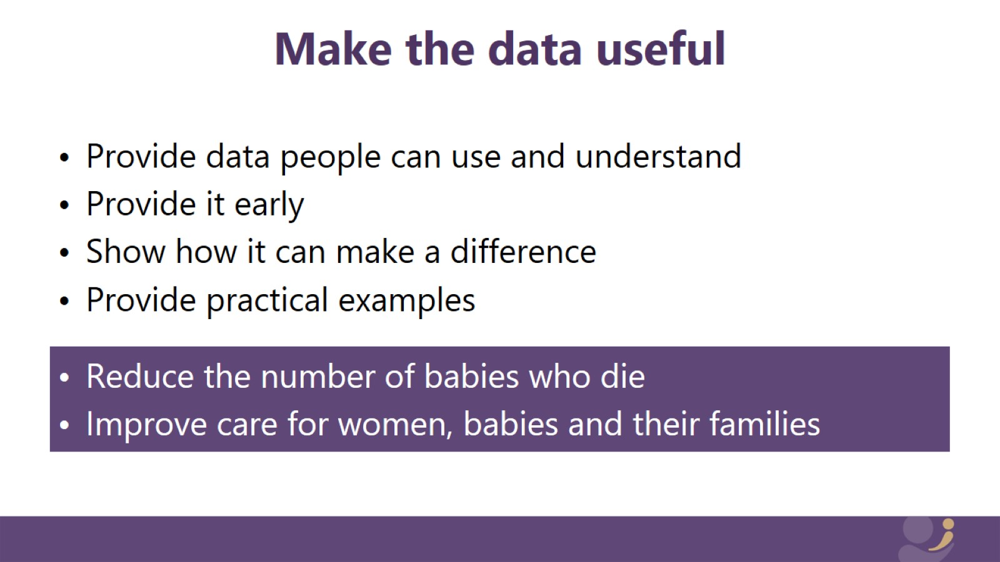 Make the data useful
• Provide data people can use and understand
• Provide it early
• Show how it can make a difference
• Provide practical examples
• Reduce the number of babies who die
• Improve care for women, babies and their families